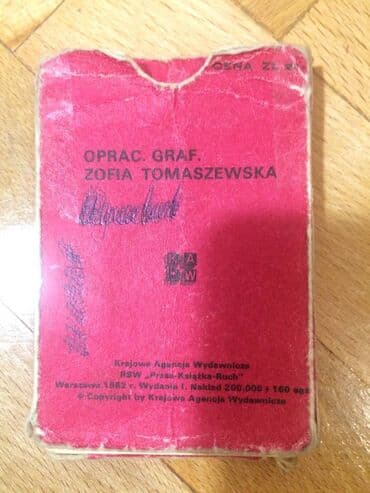 CENA ZŁ
OPRAC. GRAF.
ZOFIA TOMASZEWSKA
K A
W
Krajowa Agencja Wydawnicza
RSW „Prasa-Książka-Ruch"
Warszawa 1982 r. Wydanie I. Nakład 200.000 + 160 egz.
© Copyright by Krajowa Agencja Wydawnicza